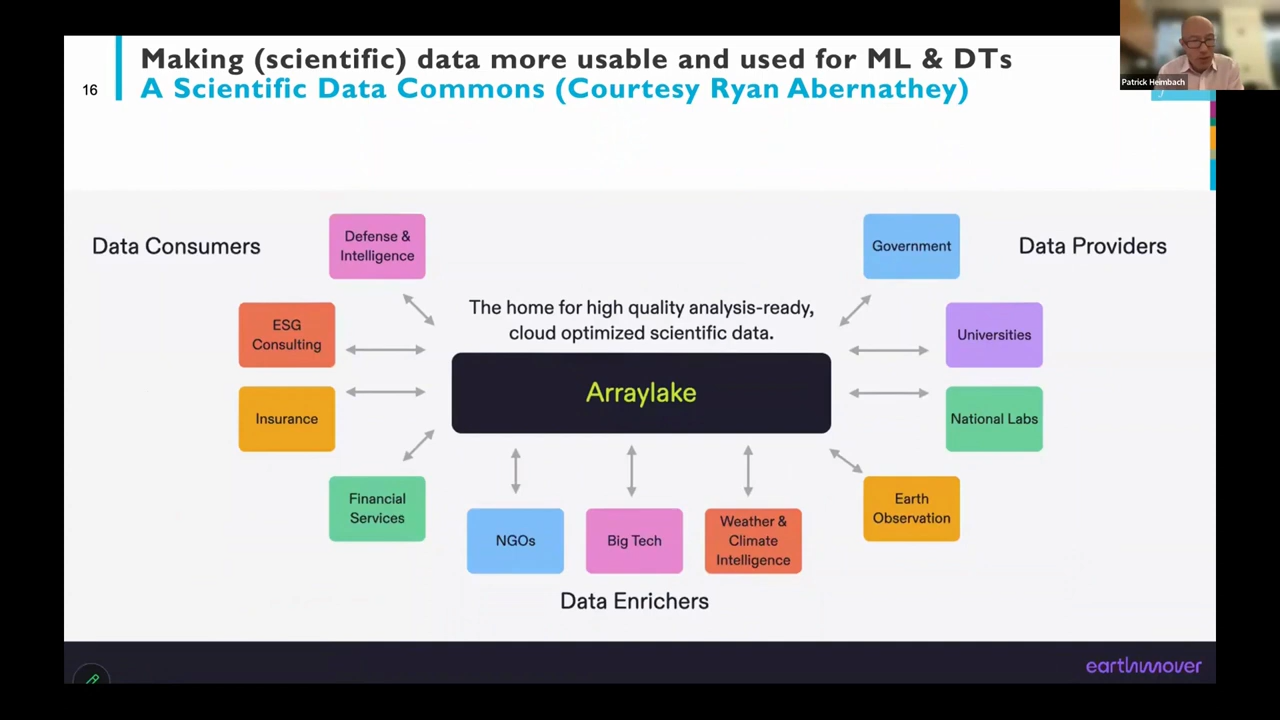 Making (scientific) data more usable and used for ML & DTs
16
A Scientific Data Commons (Courtesy Ryan Abernathey)
Patrick Heimbach
Data Consumers
Defense &
Intelligence
Government
Data Providers
The home for high quality analysis-ready,
cloud optimized scientific data.
ESG
Consulting
Universities
Arraylake
Insurance
National Labs
Financial
Services
Earth
Observation
NGOs
Big Tech
Weather &
Climate
Intelligence
Data Enrichers
earthmover